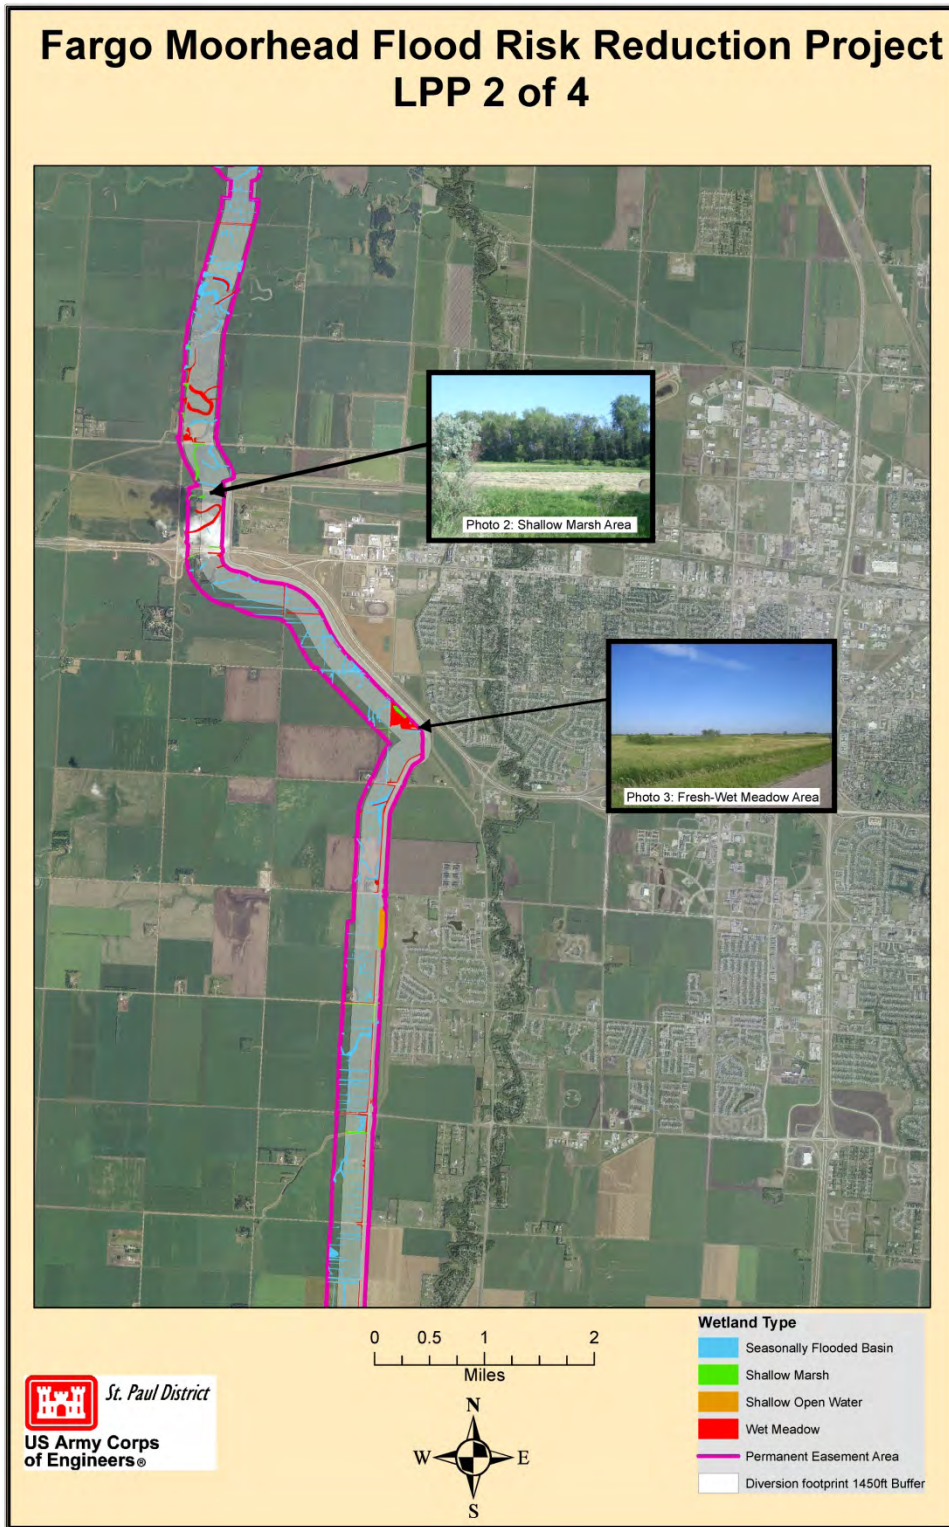 Fargo Moorhead Flood Risk Reduction Project
LPP 2 of 4
Photo 2: Shallow Marsh Area
Photo 3: Fresh-Wet Meadow Area
0 0.5 1 2
Miles
N
W E
S
St. Paul District
US Army Corps
of Engineers®
Wetland Type
Seasonally Flooded Basin
Shallow Marsh
Shallow Open Water
Wet Meadow
Permanent Easement Area
Diversion footprint 1450ft Buffer